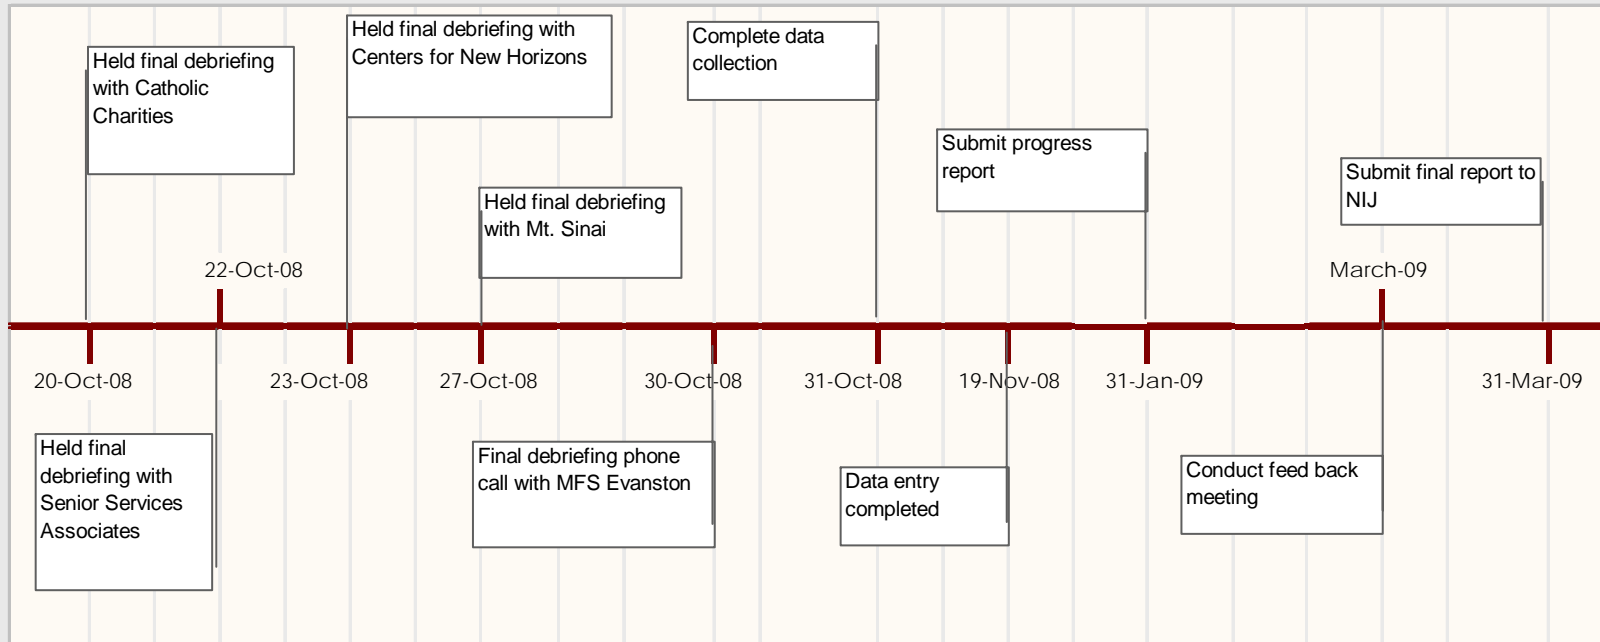 Held final debriefing
with Catholic
Charities
Held final debriefing with
Centers for New Horizons
Complete data
collection
Submit progress
report
Submit final report to
NIJ
Held final debriefing
with Mt. Sinai
22-Oct-08
March-09
20-Oct-08
23-Oct-08
27-Oct-08
30-Oct-08
31-Oct-08
19-Nov-08
31-Jan-09
31-Mar-09
Held final
debriefing with
Senior Services
Associates
Final debriefing phone
call with MFS Evanston
Data entry
completed
Conduct feed back
meeting